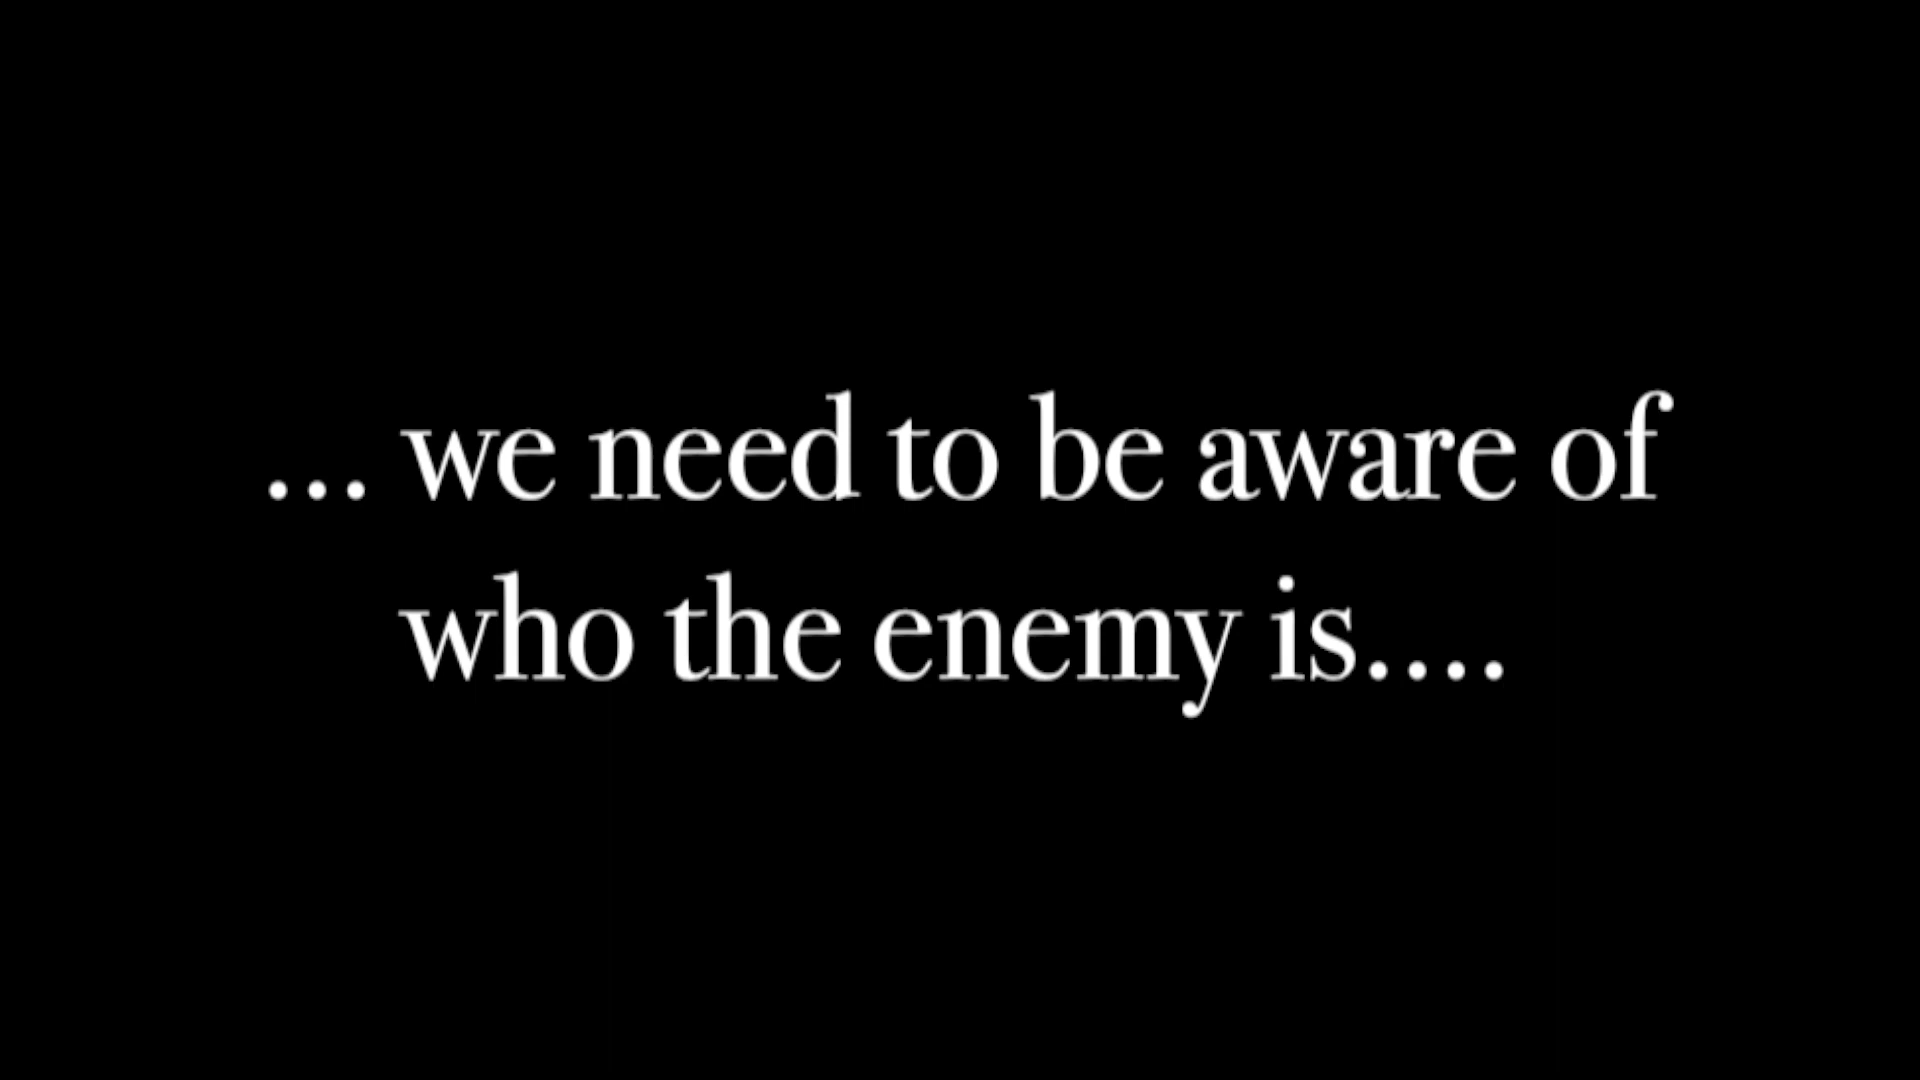 ... we need to be aware of
who the enemy is....